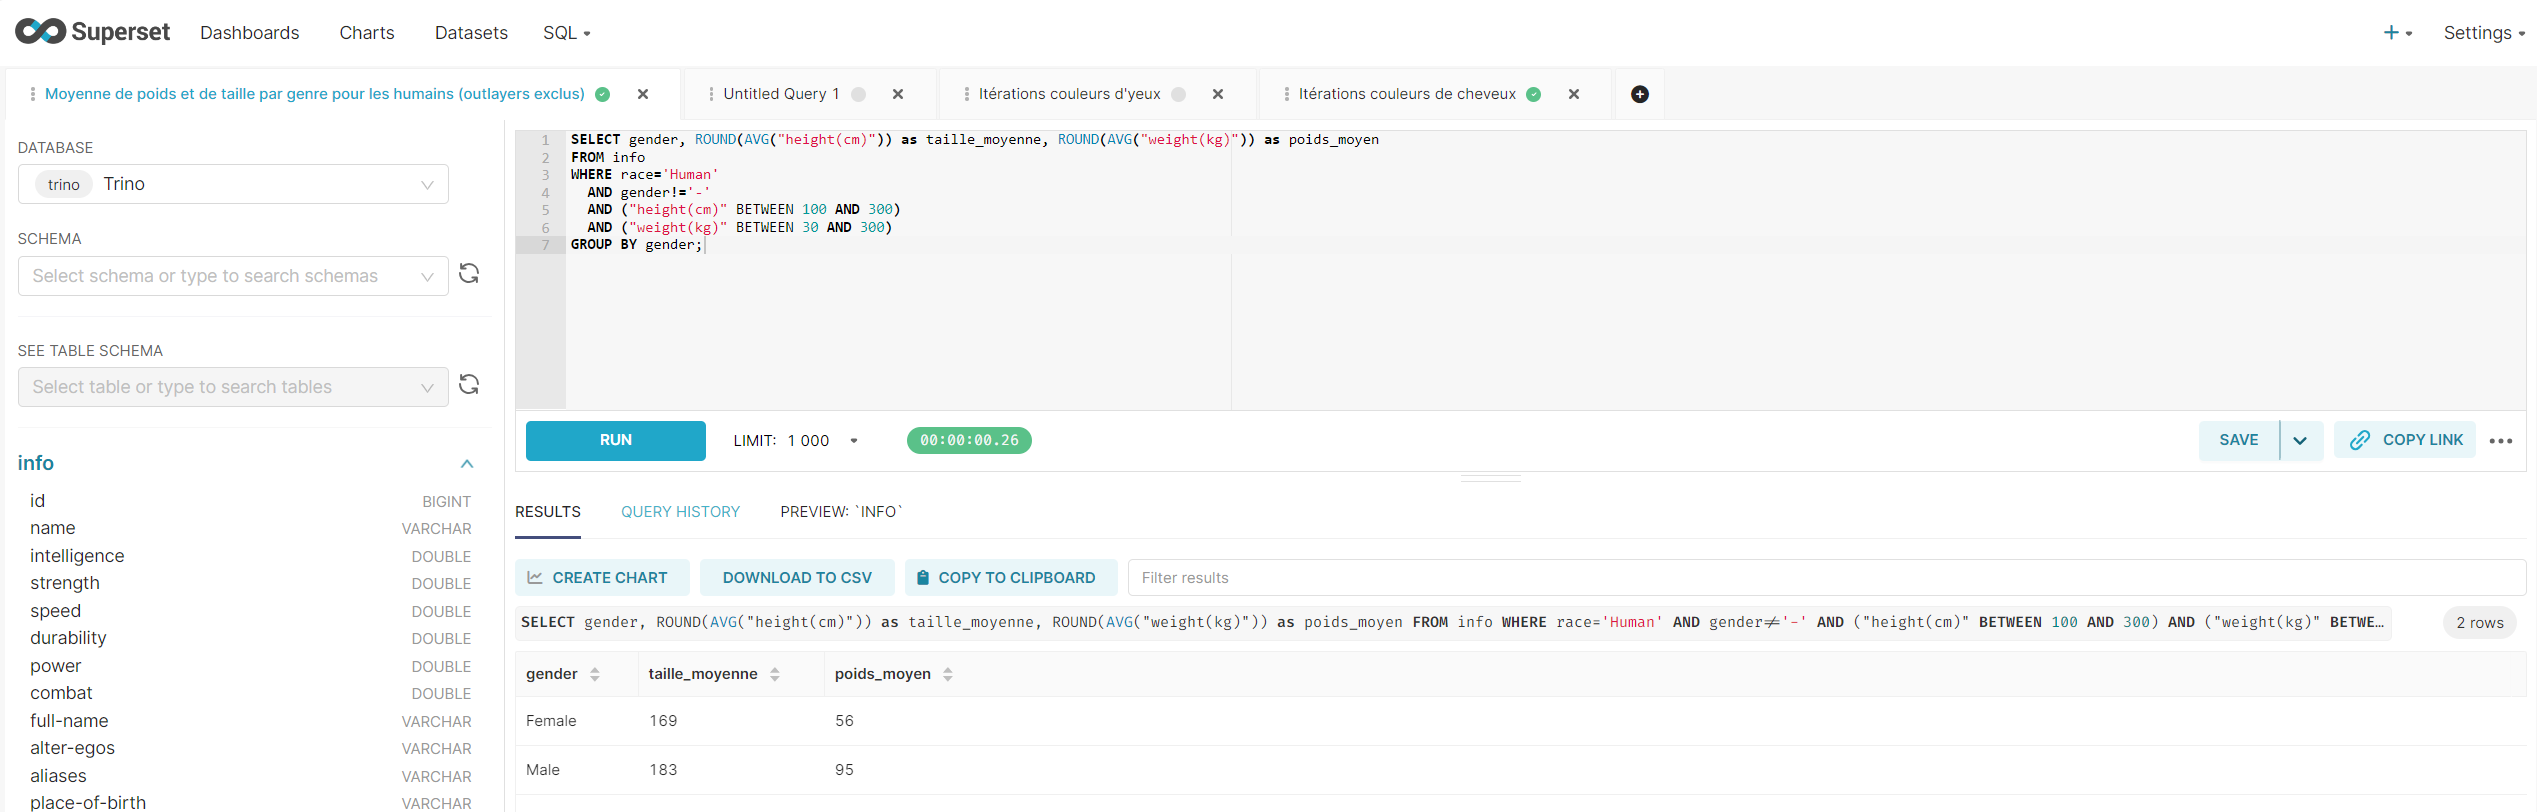 Superset Dashboards Charts Datasets SQL + Settings
Moyenne de poids et de taille par genre pour les humains (outlayers exclus) Untitled Query 1 Itérations couleurs d'yeux Itérations couleurs de cheveux
DATABASE
trino Trino
SCHEMA
Select schema or type to search schemas
SEE TABLE SCHEMA
Select table or type to search tables
info
id BIGINT
name VARCHAR
intelligence DOUBLE
strength DOUBLE
speed DOUBLE
durability DOUBLE
power DOUBLE
combat DOUBLE
full-name VARCHAR
alter-egos VARCHAR
aliases VARCHAR
place-of-birth VARCHAR
1 SELECT gender, ROUND(AVG("height(cm)")) as taille_moyenne, ROUND(AVG("weight(kg)")) as poids_moyen
2 FROM info
3 WHERE race='Human'
4 AND gender!='-'
5 AND ("height(cm)" BETWEEN 100 AND 300)
6 AND ("weight(kg)" BETWEEN 30 AND 300)
7 GROUP BY gender;
RUN LIMIT: 1 000 00:00:00.26 SAVE COPY LINK
RESULTS QUERY HISTORY PREVIEW: `INFO`
CREATE CHART DOWNLOAD TO CSV COPY TO CLIPBOARD Filter results
SELECT gender, ROUND(AVG("height(cm)")) as taille_moyenne, ROUND(AVG("weight(kg)")) as poids_moyen FROM info WHERE race='Human' AND gender≠'-' AND ("height(cm)" BETWEEN 100 AND 300) AND ("weight(kg)" BETWE… 2 rows
gender taille_moyenne poids_moyen
Female 169 56
Male 183 95